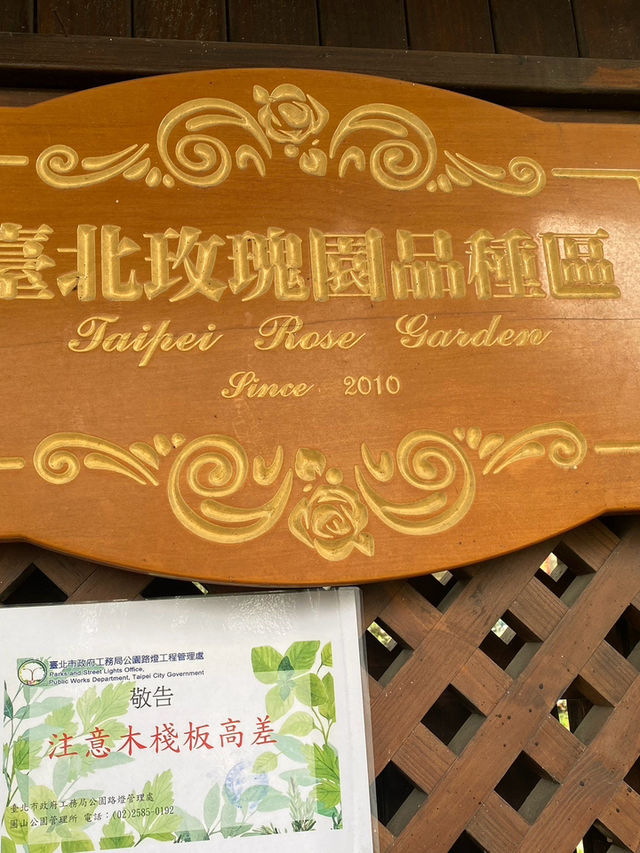 臺北玫瑰園品種區
Taipei Rose Garden
Since 2010
臺北市政府工務局公園路燈工程管理處
Parks and Street Lights Office,
Public Works Department, Taipei City Government
敬告
注意木棧板高差
臺北市政府工務局公園路燈管理處
圓山公園管理所 電話：(02)2585-0192